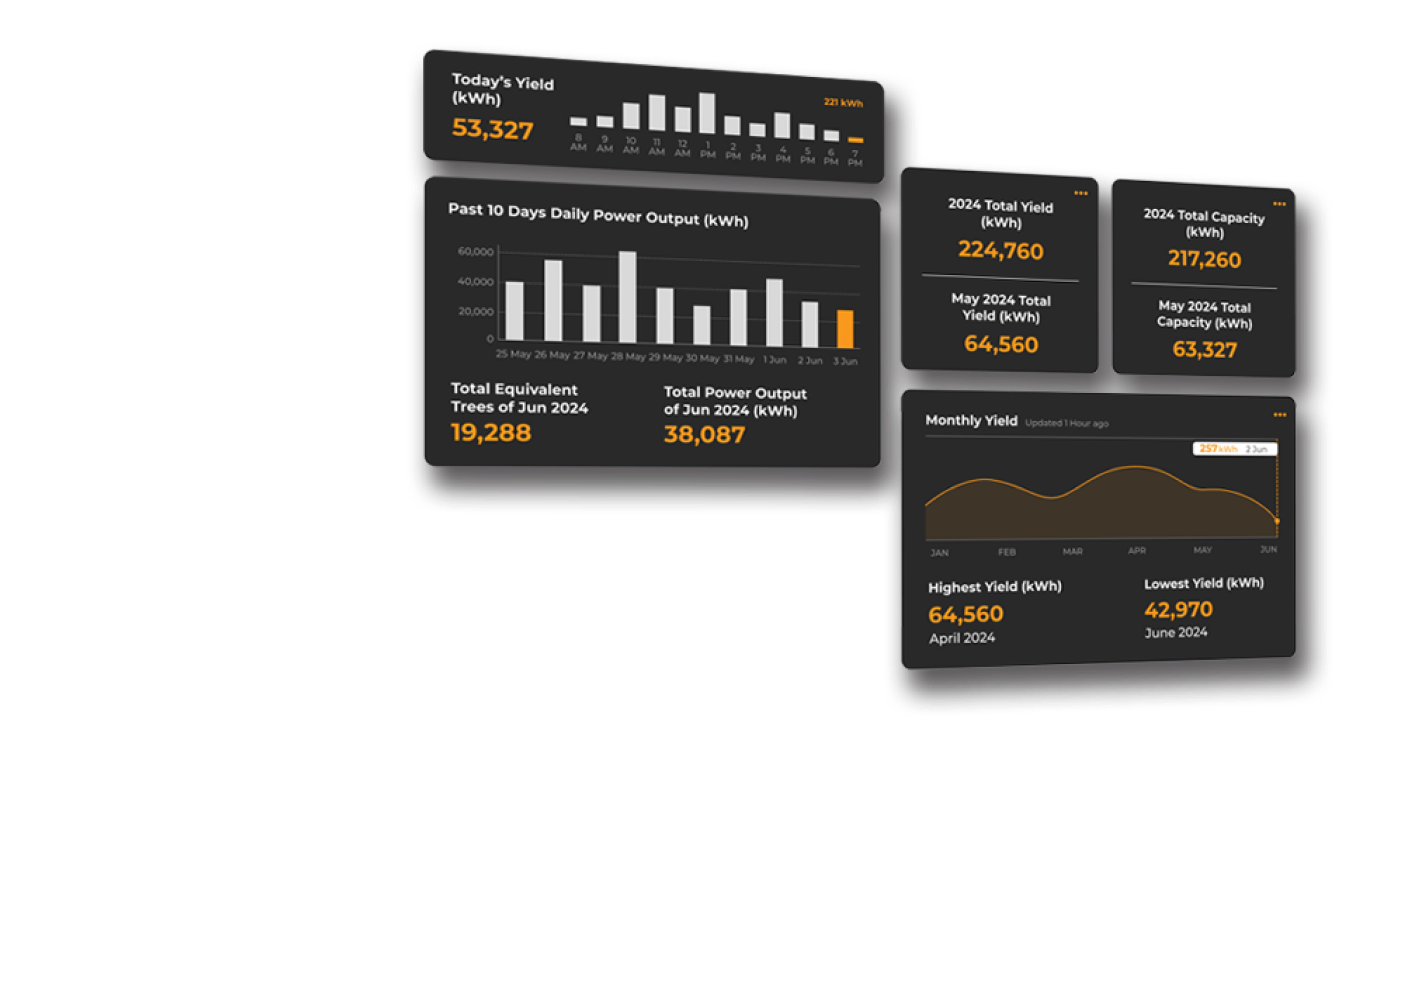 Today's Yield
(kWh)
53,327
221 kWh
8 AM 9 AM 10 AM 11 AM 12 AM 1 PM 2 PM 3 PM 4 PM 5 PM 6 PM 7 PM
Past 10 Days Daily Power Output (kWh)
60,000
40,000
20,000
0
25 May 26 May 27 May 28 May 29 May 30 May 31 May 1 Jun 2 Jun 3 Jun
Total Equivalent
Trees of Jun 2024
19,288
Total Power Output
of Jun 2024 (kWh)
38,087
2024 Total Yield
(kWh)
224,760
May 2024 Total
Yield (kWh)
64,560
2024 Total Capacity
(kWh)
217,260
May 2024 Total
Capacity (kWh)
63,327
Monthly Yield Updated 1 Hour ago
257kWh 2 Jun
JAN FEB MAR APR MAY JUN
Highest Yield (kWh)
64,560
April 2024
Lowest Yield (kWh)
42,970
June 2024